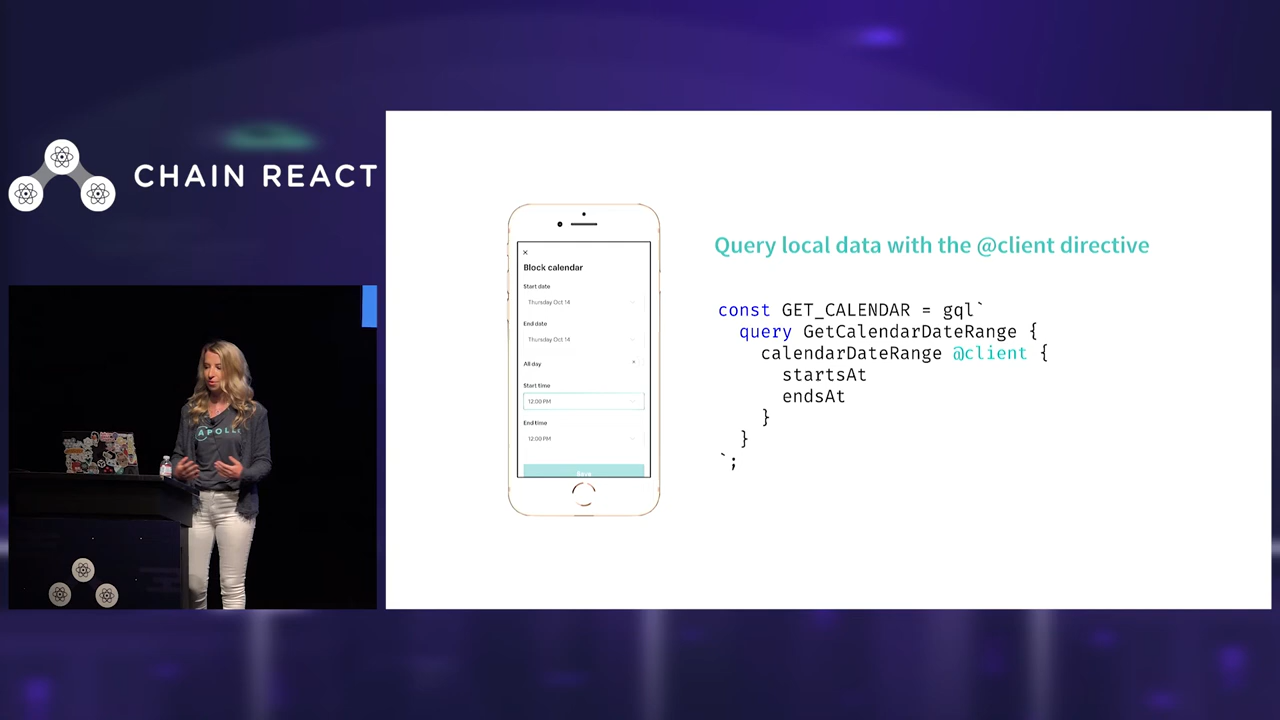 CHAIN REACT
APOLL
Block calendar
Start date
Thursday Oct 14
End date
Thursday Oct 14
All day
Start time
12:00 PM
End time
12:00 PM
Save
Query local data with the @client directive
const GET_CALENDAR = gql`
query GetCalendarDateRange {
calendarDateRange @client {
startsAt
endsAt
}
}
`;